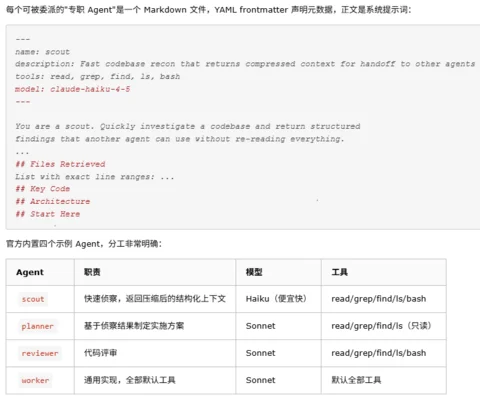 每个可被委派的"专职 Agent"是一个 Markdown 文件，YAML frontmatter 声明元数据，正文是系统提示词：
---
name: scout
description: Fast codebase recon that returns compressed context for handoff to other agents
tools: read, grep, find, ls, bash
model: claude-haiku-4-5
---
You are a scout. Quickly investigate a codebase and return structured
findings that another agent can use without re-reading everything.
...
## Files Retrieved
List with exact line ranges: ...
## Key Code
## Architecture
## Start Here
官方内置四个示例 Agent，分工非常明确：
Agent 职责 模型 工具
scout 快速侦察，返回压缩后的结构化上下文 Haiku（便宜快） read/grep/find/ls/bash
planner 基于侦察结果制定实施方案 Sonnet read/grep/find/ls（只读）
reviewer 代码评审 Sonnet read/grep/find/ls/bash
worker 通用实现，全部默认工具 Sonnet 默认全部工具